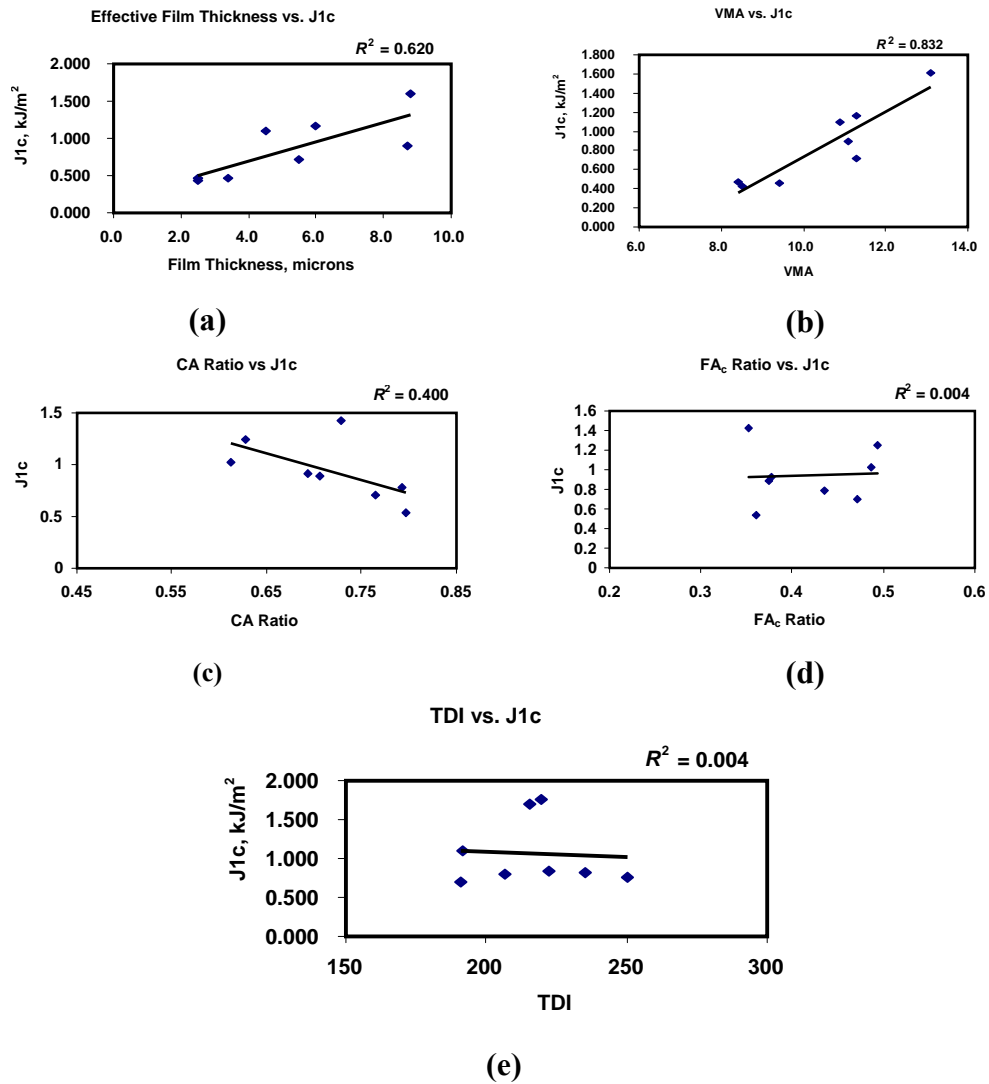 Effective Film Thickness vs. J1c
R² = 0.620
J1c, kJ/m²
2.000
1.500
1.000
0.500
0.000
0.0 2.0 4.0 6.0 8.0 10.0
Film Thickness, microns
(a)
VMA vs. J1c
R² = 0.832
J1c, kJ/m²
1.800
1.600
1.400
1.200
1.000
0.800
0.600
0.400
0.200
0.000
6.0 8.0 10.0 12.0 14.0
VMA
(b)
CA Ratio vs J1c
R² = 0.400
J1c
1.5
1
0.5
0
0.45 0.55 0.65 0.75 0.85
CA Ratio
(c)
FAc Ratio vs. J1c
R² = 0.004
J1c
1.6
1.4
1.2
1
0.8
0.6
0.4
0.2
0
0.2 0.3 0.4 0.5 0.6
FAc Ratio
(d)
TDI vs. J1c
R² = 0.004
J1c, kJ/m²
2.000
1.500
1.000
0.500
0.000
150 200 250 300
TDI
(e)